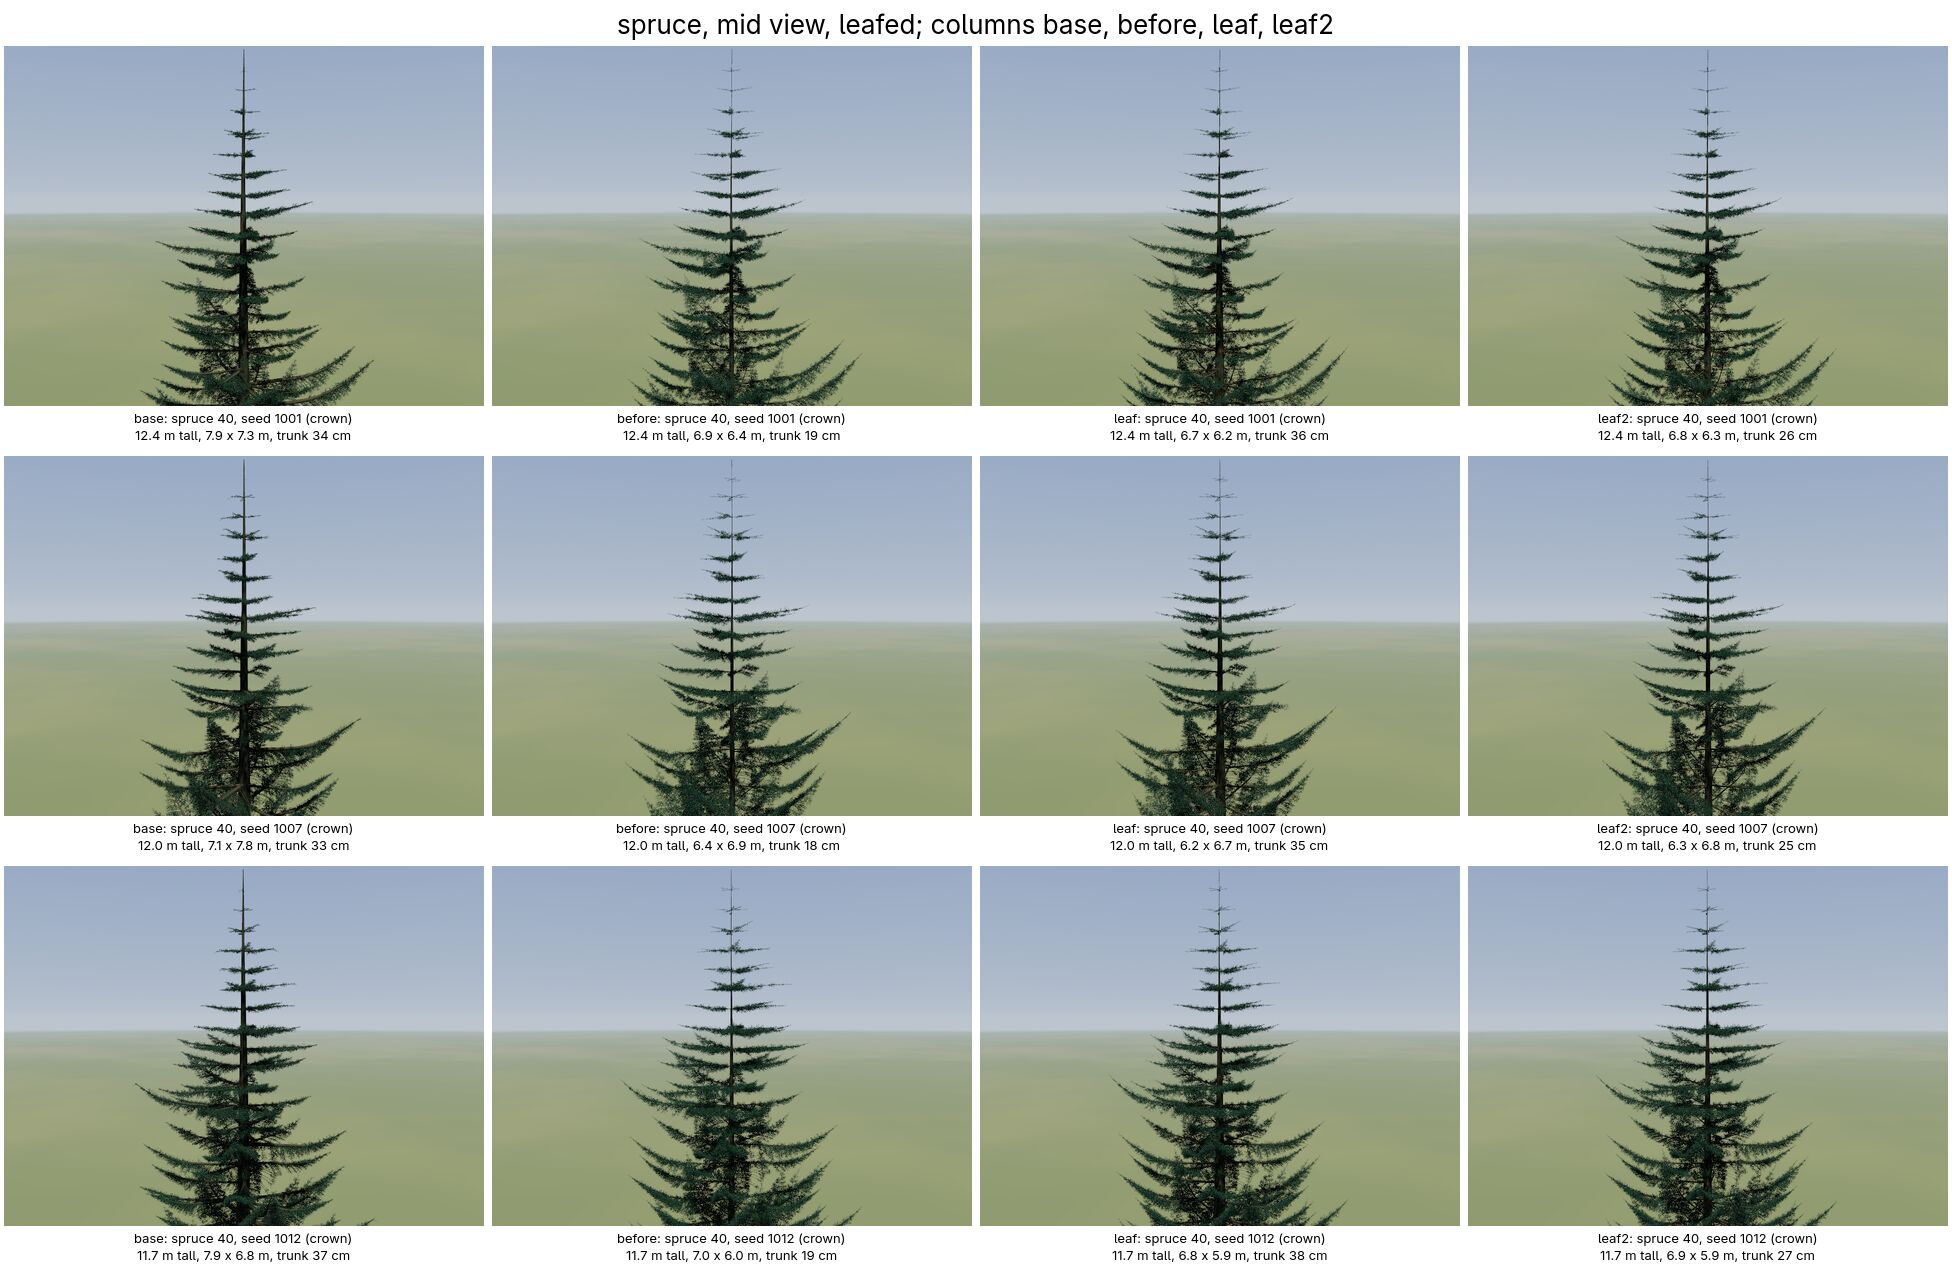 spruce, mid view, leafed; columns base, before, leaf, leaf2
base: spruce 40, seed 1001 (crown)
12.4 m tall, 7.9 x 7.3 m, trunk 34 cm
before: spruce 40, seed 1001 (crown)
12.4 m tall, 6.9 x 6.4 m, trunk 19 cm
leaf: spruce 40, seed 1001 (crown)
12.4 m tall, 6.7 x 6.2 m, trunk 36 cm
leaf2: spruce 40, seed 1001 (crown)
12.4 m tall, 6.8 x 6.3 m, trunk 26 cm
base: spruce 40, seed 1007 (crown)
12.0 m tall, 7.1 x 7.8 m, trunk 33 cm
before: spruce 40, seed 1007 (crown)
12.0 m tall, 6.4 x 6.9 m, trunk 18 cm
leaf: spruce 40, seed 1007 (crown)
12.0 m tall, 6.2 x 6.7 m, trunk 35 cm
leaf2: spruce 40, seed 1007 (crown)
12.0 m tall, 6.3 x 6.8 m, trunk 25 cm
base: spruce 40, seed 1012 (crown)
11.7 m tall, 7.9 x 6.8 m, trunk 37 cm
before: spruce 40, seed 1012 (crown)
11.7 m tall, 7.0 x 6.0 m, trunk 19 cm
leaf: spruce 40, seed 1012 (crown)
11.7 m tall, 6.8 x 5.9 m, trunk 38 cm
leaf2: spruce 40, seed 1012 (crown)
11.7 m tall, 6.9 x 5.9 m, trunk 27 cm